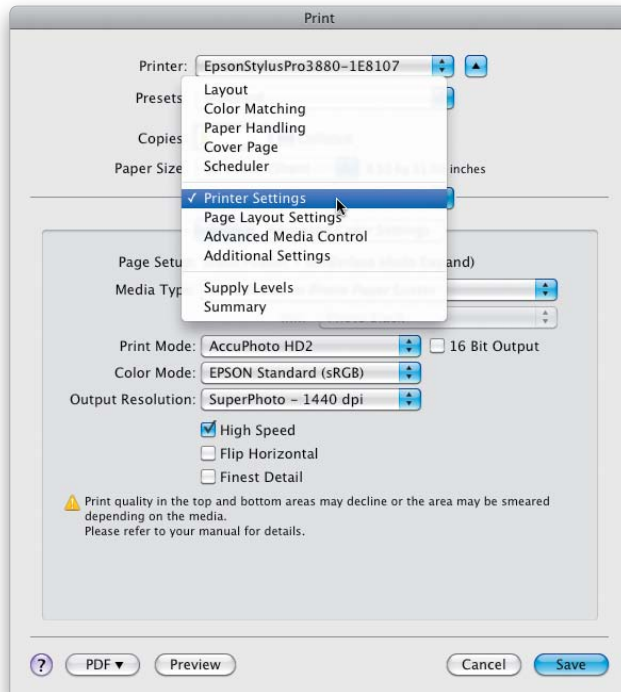 Print
Printer: EpsonStylusPro3880-1E8107
Presets
Layout
Color Matching
Paper Handling
Cover Page
Scheduler
Copies
Paper Size
inches
✓ Printer Settings
Page Layout Settings
Advanced Media Control
Additional Settings
Supply Levels
Summary
Page Setu
Media Typ
Print Mode: AccuPhoto HD2
16 Bit Output
Color Mode: EPSON Standard (sRGB)
Output Resolution: SuperPhoto – 1440 dpi
High Speed
Flip Horizontal
Finest Detail
Print quality in the top and bottom areas may decline or the area may be smeared
depending on the media.
Please refer to your manual for details.
? PDF ▼ Preview Cancel Save